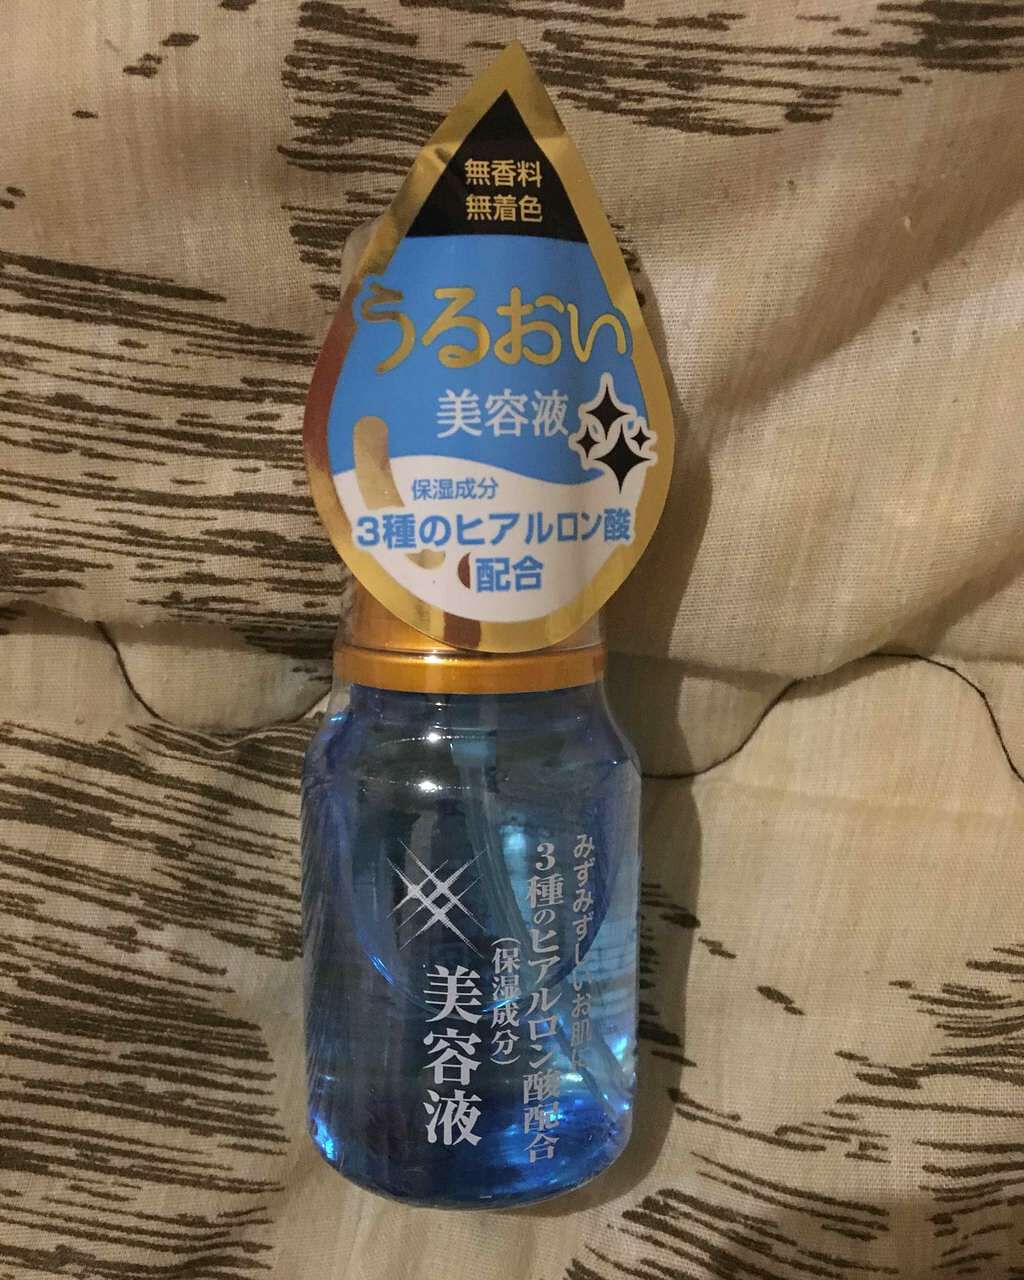 無香料
無着色
うるおい
美容液
保湿成分
3種のヒアルロン酸
配合
みずみずしいお肌に
3種のヒアルロン酸配合
(保湿成分)
美容液